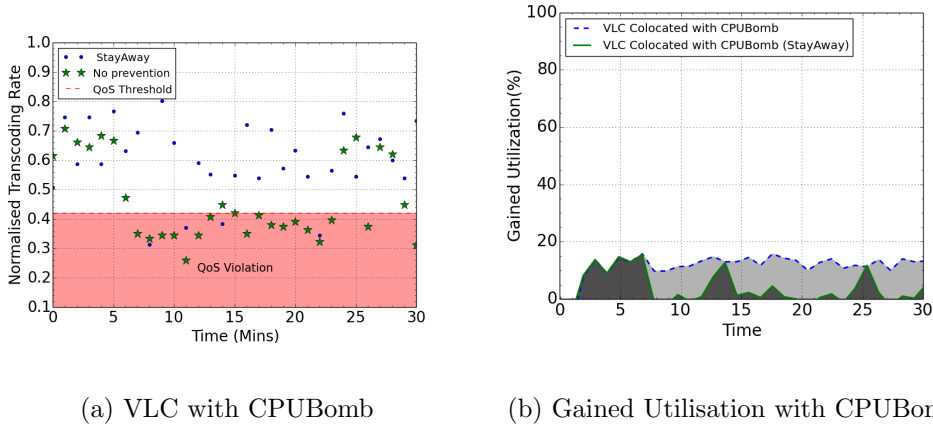 1.0
0.9
0.8
0.7
0.6
0.5
0.4
0.3
0.2
0.1
Normalised Transcoding Rate
StayAway
No prevention
QoS Threshold
QoS Violation
0 5 10 15 20 25 30
Time (Mins)
(a) VLC with CPUBomb
100
80
60
40
20
0
Gained Utilization(%)
VLC Colocated with CPUBomb
VLC Colocated with CPUBomb (StayAway)
0 5 10 15 20 25 30
Time
(b) Gained Utilisation with CPUBom